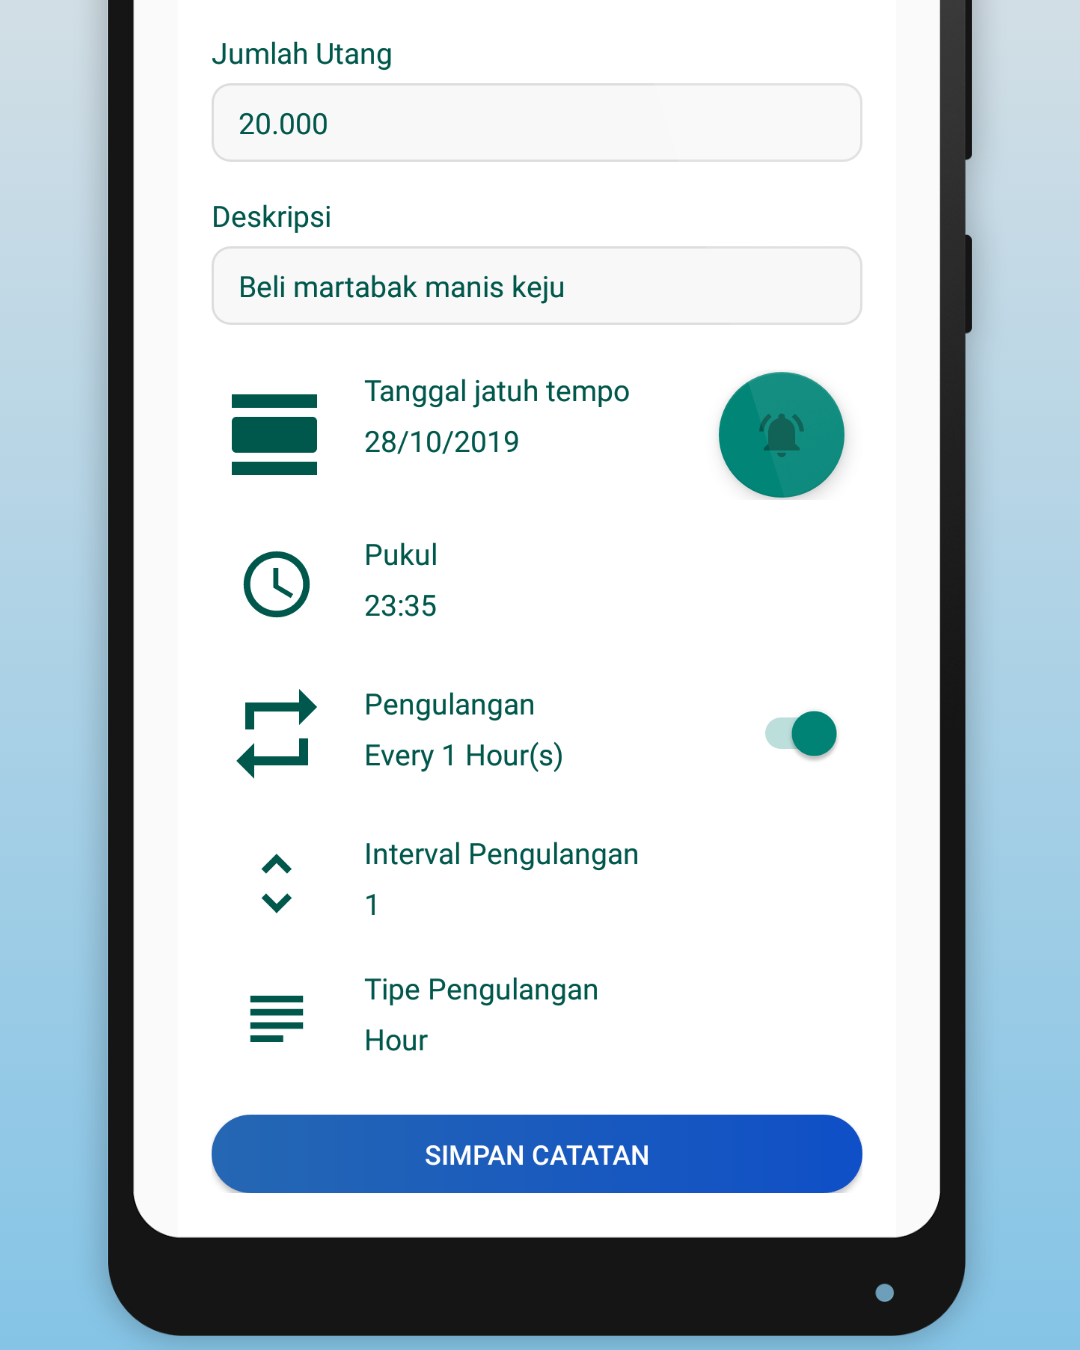 Jumlah Utang
20.000
Deskripsi
Beli martabak manis keju
Tanggal jatuh tempo
28/10/2019
Pukul
23:35
Pengulangan
Every 1 Hour(s)
Interval Pengulangan
1
Tipe Pengulangan
Hour
SIMPAN CATATAN